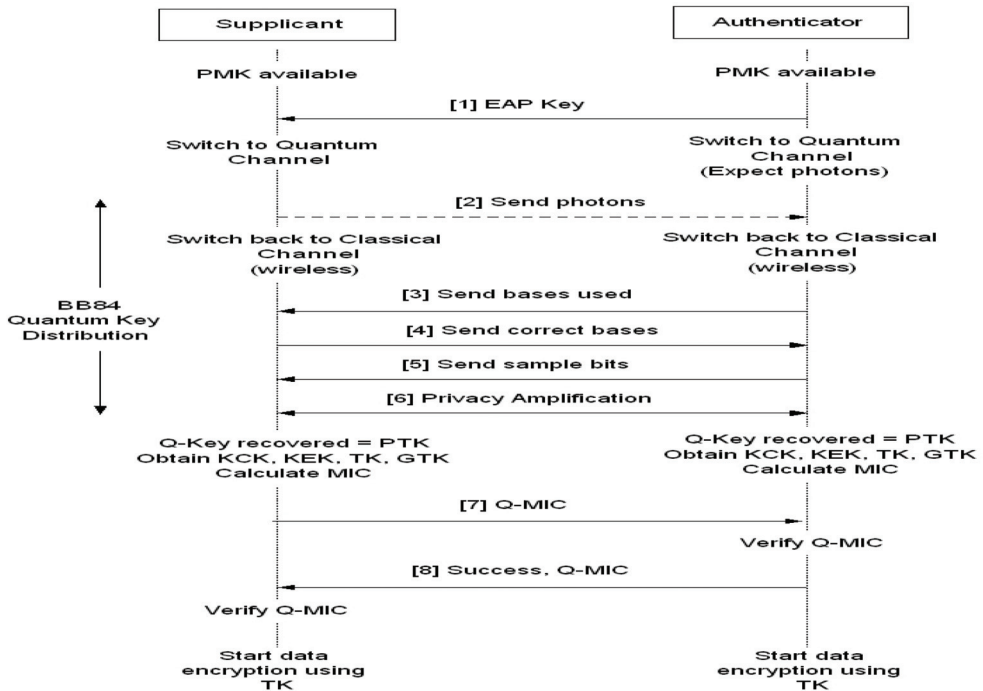 Supplicant
Authenticator
PMK available
PMK available
[1] EAP Key
Switch to Quantum
Channel
Switch to Quantum
Channel
(Expect photons)
[2] Send photons
Switch back to Classical
Channel
(wireless)
Switch back to Classical
Channel
(wireless)
[3] Send bases used
BB84
Quantum Key
Distribution
[4] Send correct bases
[5] Send sample bits
[6] Privacy Amplification
Q-Key recovered = PTK
Obtain KCK, KEK, TK, GTK
Calculate MIC
Q-Key recovered = PTK
Obtain KCK, KEK, TK, GTK
Calculate MIC
[7] Q-MIC
Verify Q-MIC
[8] Success, Q-MIC
Verify Q-MIC
Start data
encryption using
TK
Start data
encryption using
TK